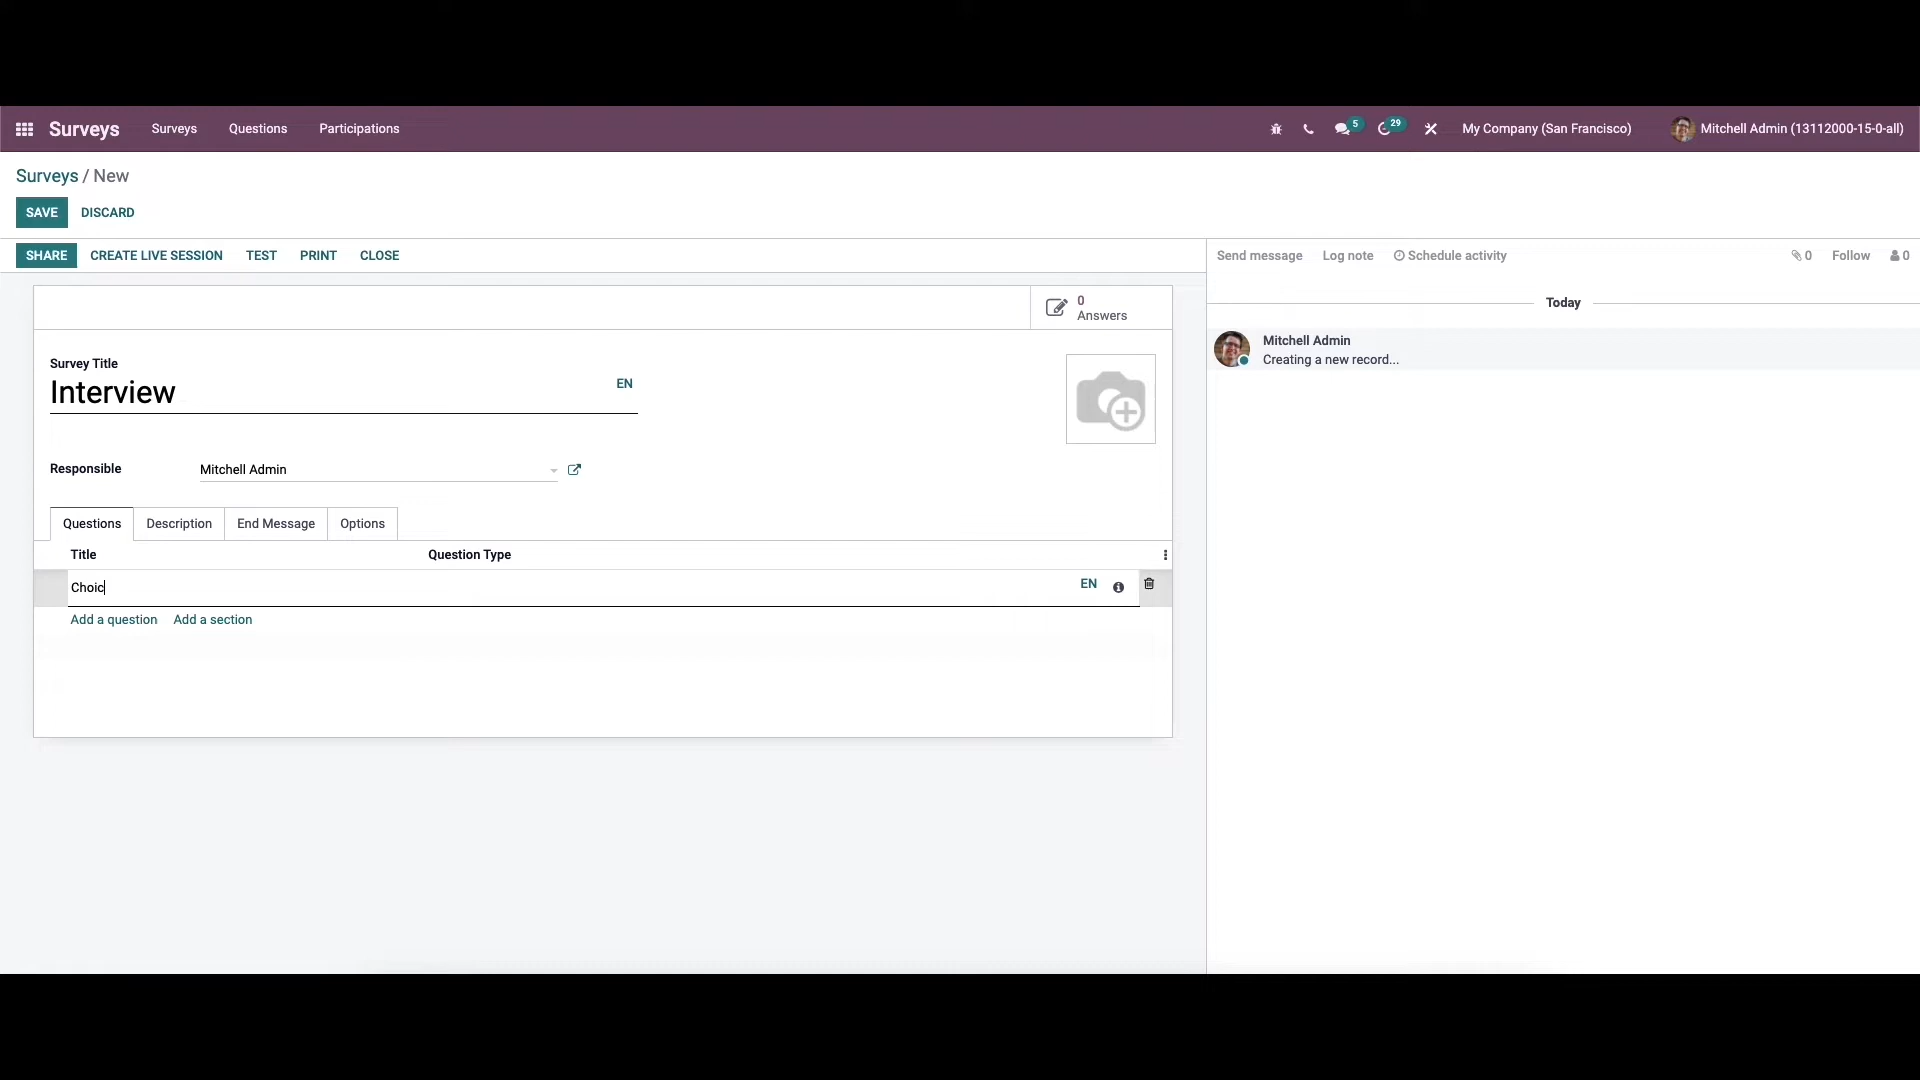 Surveys Surveys Questions Participations 5 29 My Company (San Francisco) Mitchell Admin (13112000-15-0-all)
Surveys / New
SAVE DISCARD
SHARE CREATE LIVE SESSION TEST PRINT CLOSE
Send message Log note Schedule activity 0 Follow 0
0
Answers
Today
Mitchell Admin
Creating a new record...
Survey Title
Interview EN
Responsible Mitchell Admin
Questions Description End Message Options
Title Question Type
Choic EN
Add a question Add a section